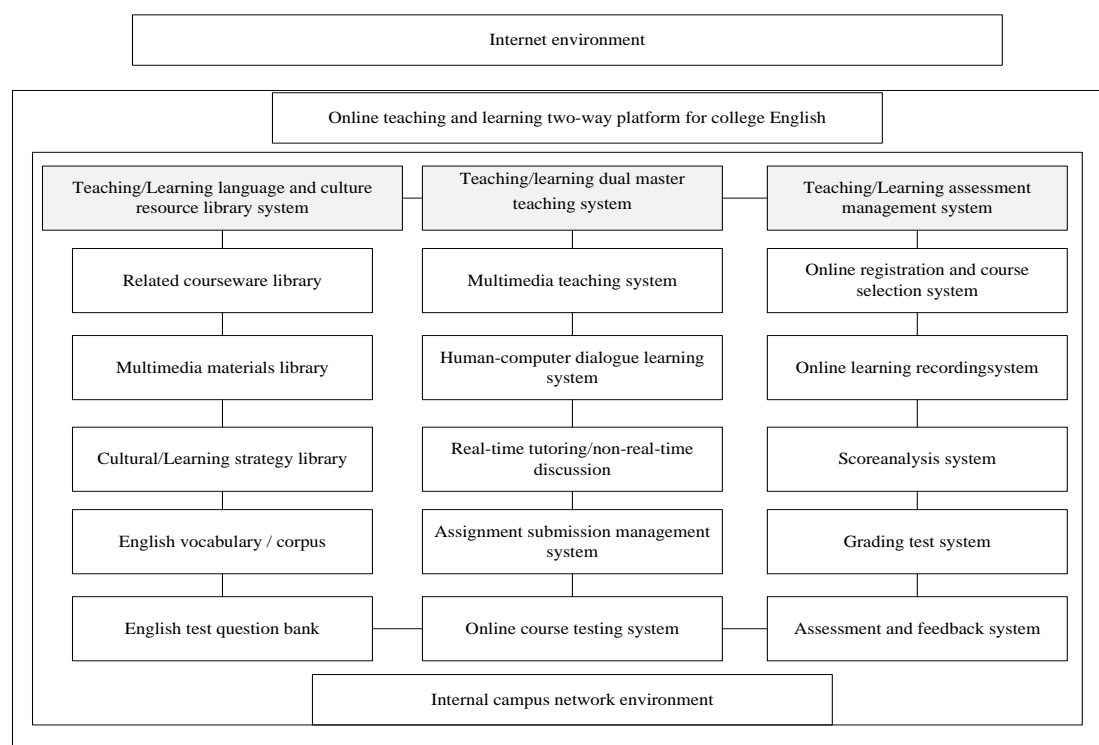 Internet environment
Online teaching and learning two-way platform for college English
Teaching/Learning language and culture
resource library system
Teaching/learning dual master
teaching system
Teaching/Learning assessment
management system
Related courseware library
Multimedia teaching system
Online registration and course
selection system
Multimedia materials library
Human-computer dialogue learning
system
Online learning recordingsystem
Cultural/Learning strategy library
Real-time tutoring/non-real-time
discussion
Scoreanalysis system
English vocabulary / corpus
Assignment submission management
system
Grading test system
English test question bank
Online course testing system
Assessment and feedback system
Internal campus network environment